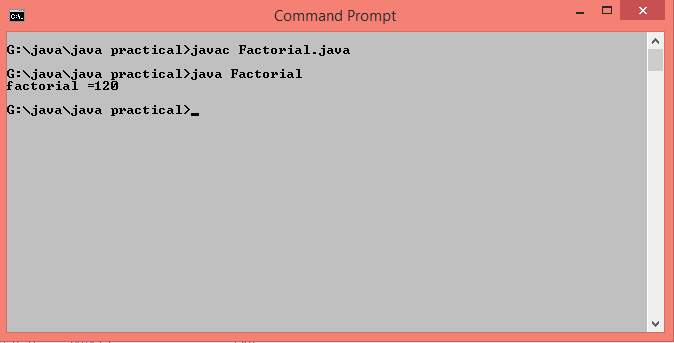 Command Prompt
G:\java\java practical>javac Factorial.java
G:\java\java practical>java Factorial
factorial =120
G:\java\java practical>